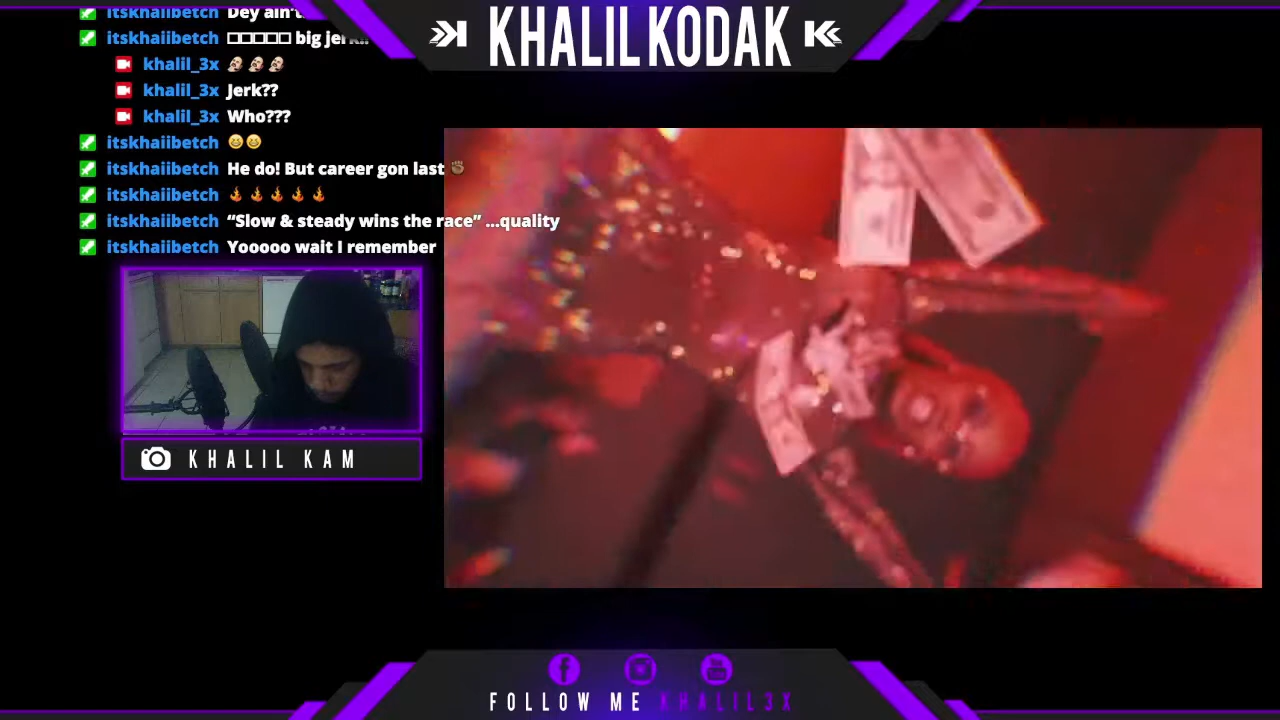 KHALIL KODAK
itskhaiibetch Dey ain't
itskhaiibetch □□□□□ big jerk..
khalil_3x
khalil_3x Jerk??
khalil_3x Who???
itskhaiibetch 😆😆
itskhaiibetch He do! But career gon last ✊🏾
itskhaiibetch 🔥🔥🔥🔥🔥
itskhaiibetch “Slow & steady wins the race” ...quality
itskhaiibetch Yooooo wait I remember
KHALIL KAM
FOLLOW ME KHALIL3X